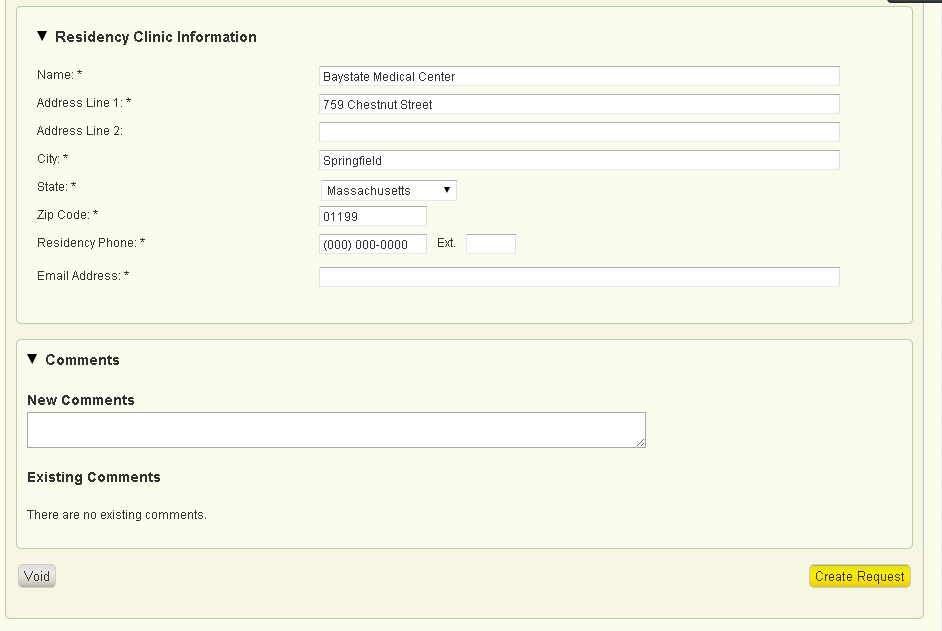 Residency Clinic Information
Name: * Baystate Medical Center
Address Line 1: * 759 Chestnut Street
Address Line 2:
City: * Springfield
State: * Massachusetts
Zip Code: * 01199
Residency Phone: * (000) 000-0000 Ext.
Email Address: *
Comments
New Comments
Existing Comments
There are no existing comments.
Void Create Request